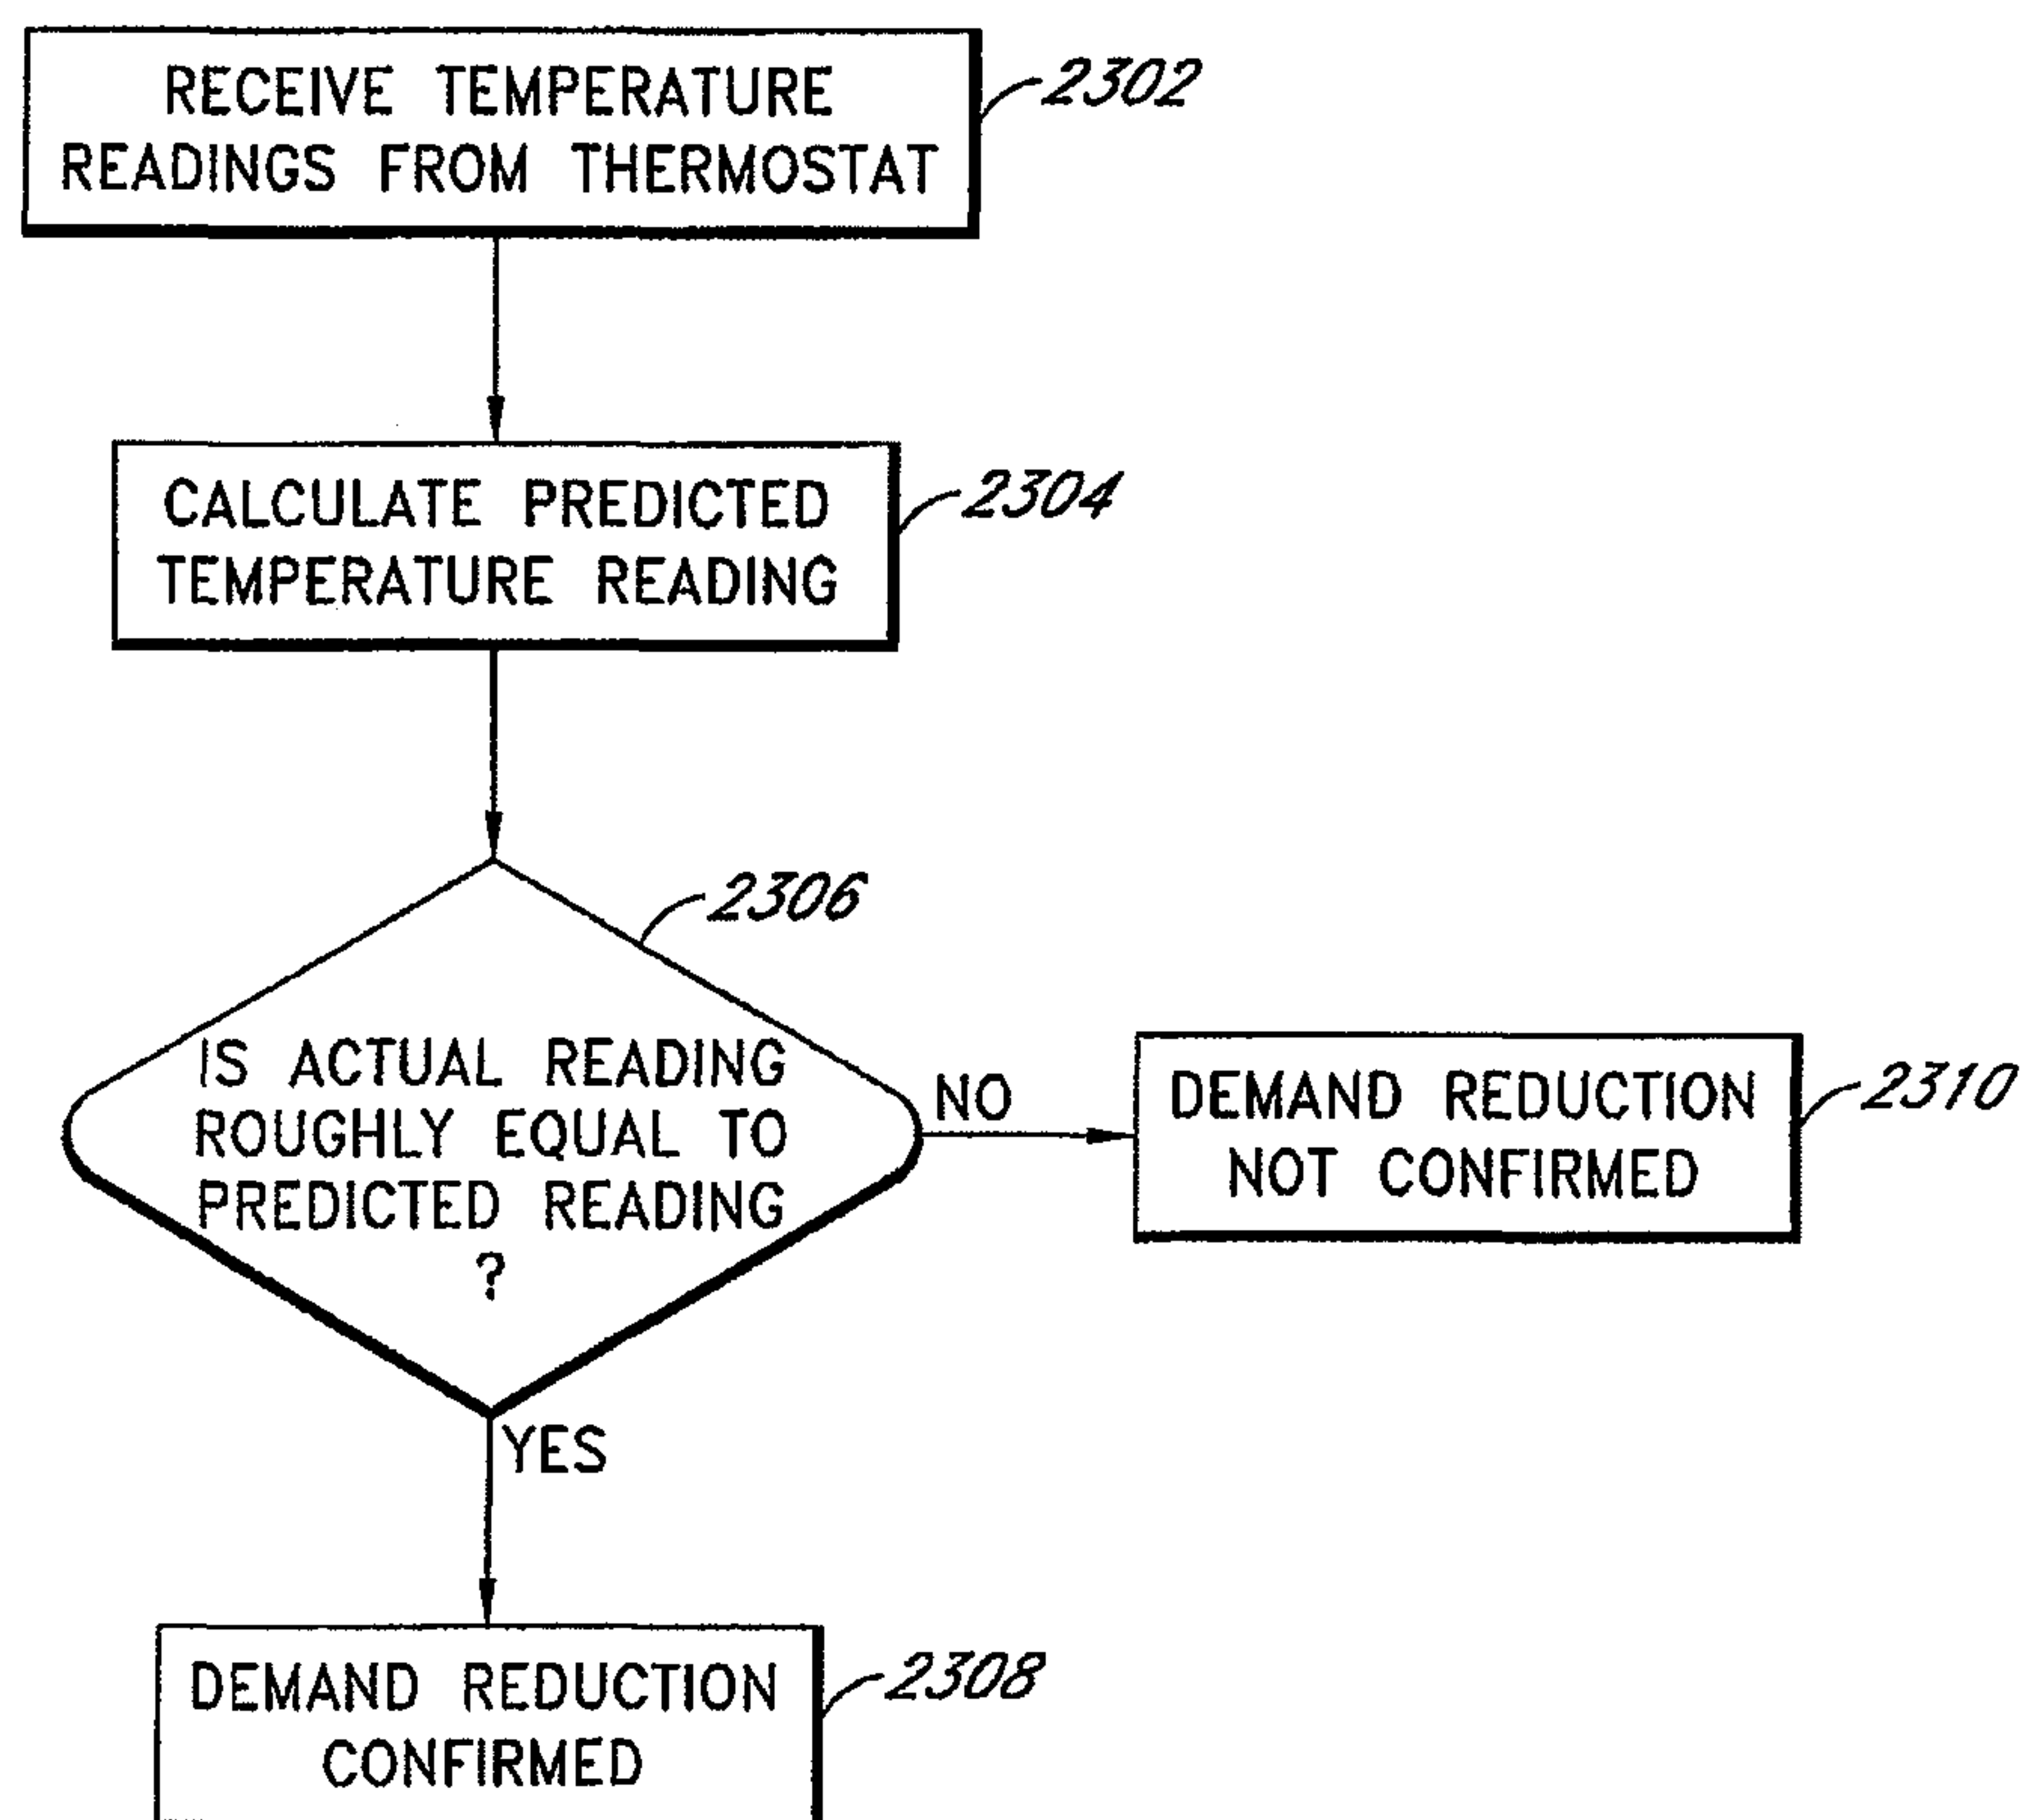 RECEIVE TEMPERATURE
READINGS FROM THERMOSTAT
2302
CALCULATE PREDICTED
TEMPERATURE READING
2304
2306
IS ACTUAL READING
ROUGHLY EQUAL TO
PREDICTED READING
?
NO
DEMAND REDUCTION
NOT CONFIRMED
2310
YES
DEMAND REDUCTION
CONFIRMED
2308